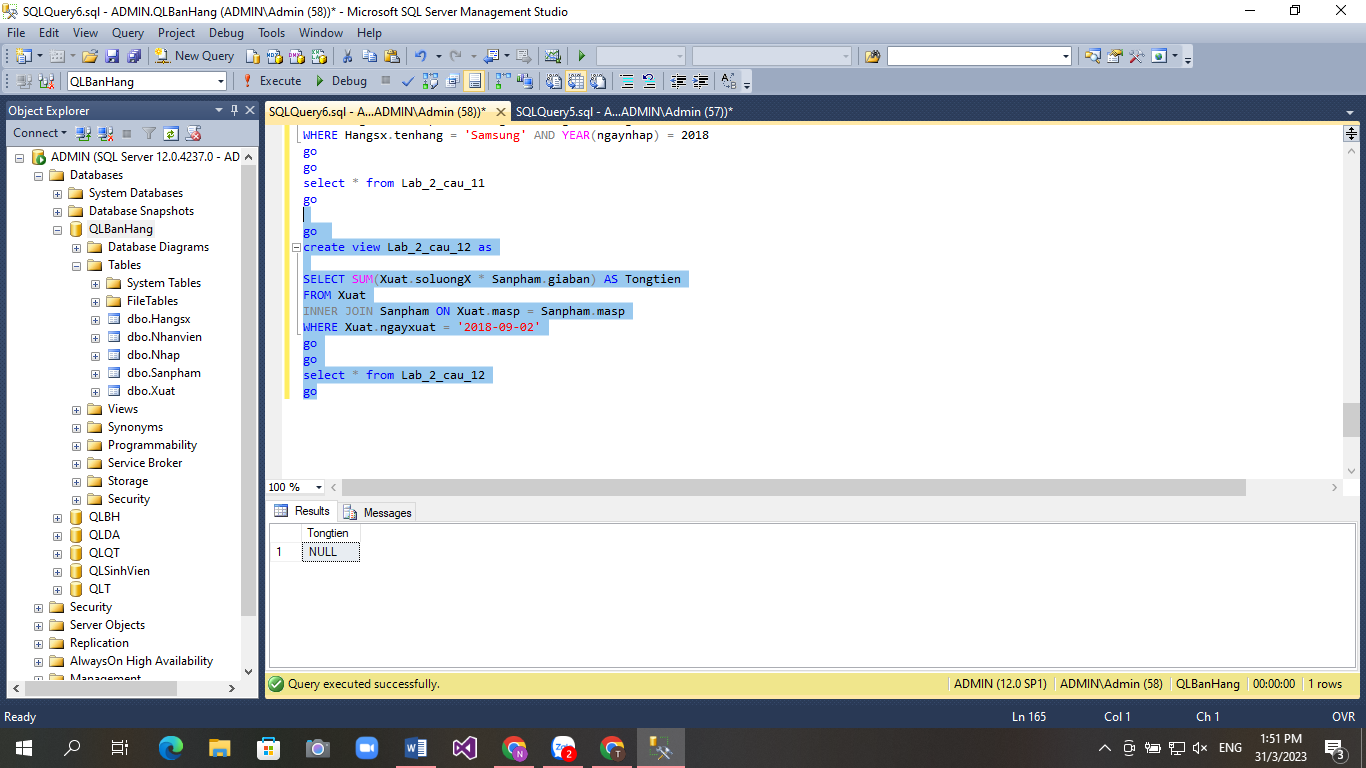 SQLQuery6.sql - ADMIN.QLBanHang (ADMIN\Admin (58))* - Microsoft SQL Server Management Studio
File Edit View Query Project Debug Tools Window Help
New Query
QLBanHang Execute Debug
Object Explorer
Connect
ADMIN (SQL Server 12.0.4237.0 - AD
Databases
System Databases
Database Snapshots
QLBanHang
Database Diagrams
Tables
System Tables
FileTables
dbo.Hangsx
dbo.Nhanvien
dbo.Nhap
dbo.Sanpham
dbo.Xuat
Views
Synonyms
Programmability
Service Broker
Storage
Security
QLBH
QLDA
QLQT
QLSinhVien
QLT
Security
Server Objects
Replication
AlwaysOn High Availability
Management
SQLQuery6.sql - A...ADMIN\Admin (58))* SQLQuery5.sql - A...ADMIN\Admin (57))*
WHERE Hangsx.tenhang = 'Samsung' AND YEAR(ngaynhap) = 2018
go
go
select * from Lab_2_cau_11
go
go
create view Lab_2_cau_12 as
SELECT SUM(Xuat.soluongX * Sanpham.giaban) AS Tongtien
FROM Xuat
INNER JOIN Sanpham ON Xuat.masp = Sanpham.masp
WHERE Xuat.ngayxuat = '2018-09-02'
go
go
select * from Lab_2_cau_12
go
100 %
Results Messages
Tongtien
1 NULL
Query executed successfully. ADMIN (12.0 SP1) ADMIN\Admin (58) QLBanHang 00:00:00 1 rows
Ready Ln 165 Col 1 Ch 1 OVR
ENG
1:51 PM
31/3/2023
3